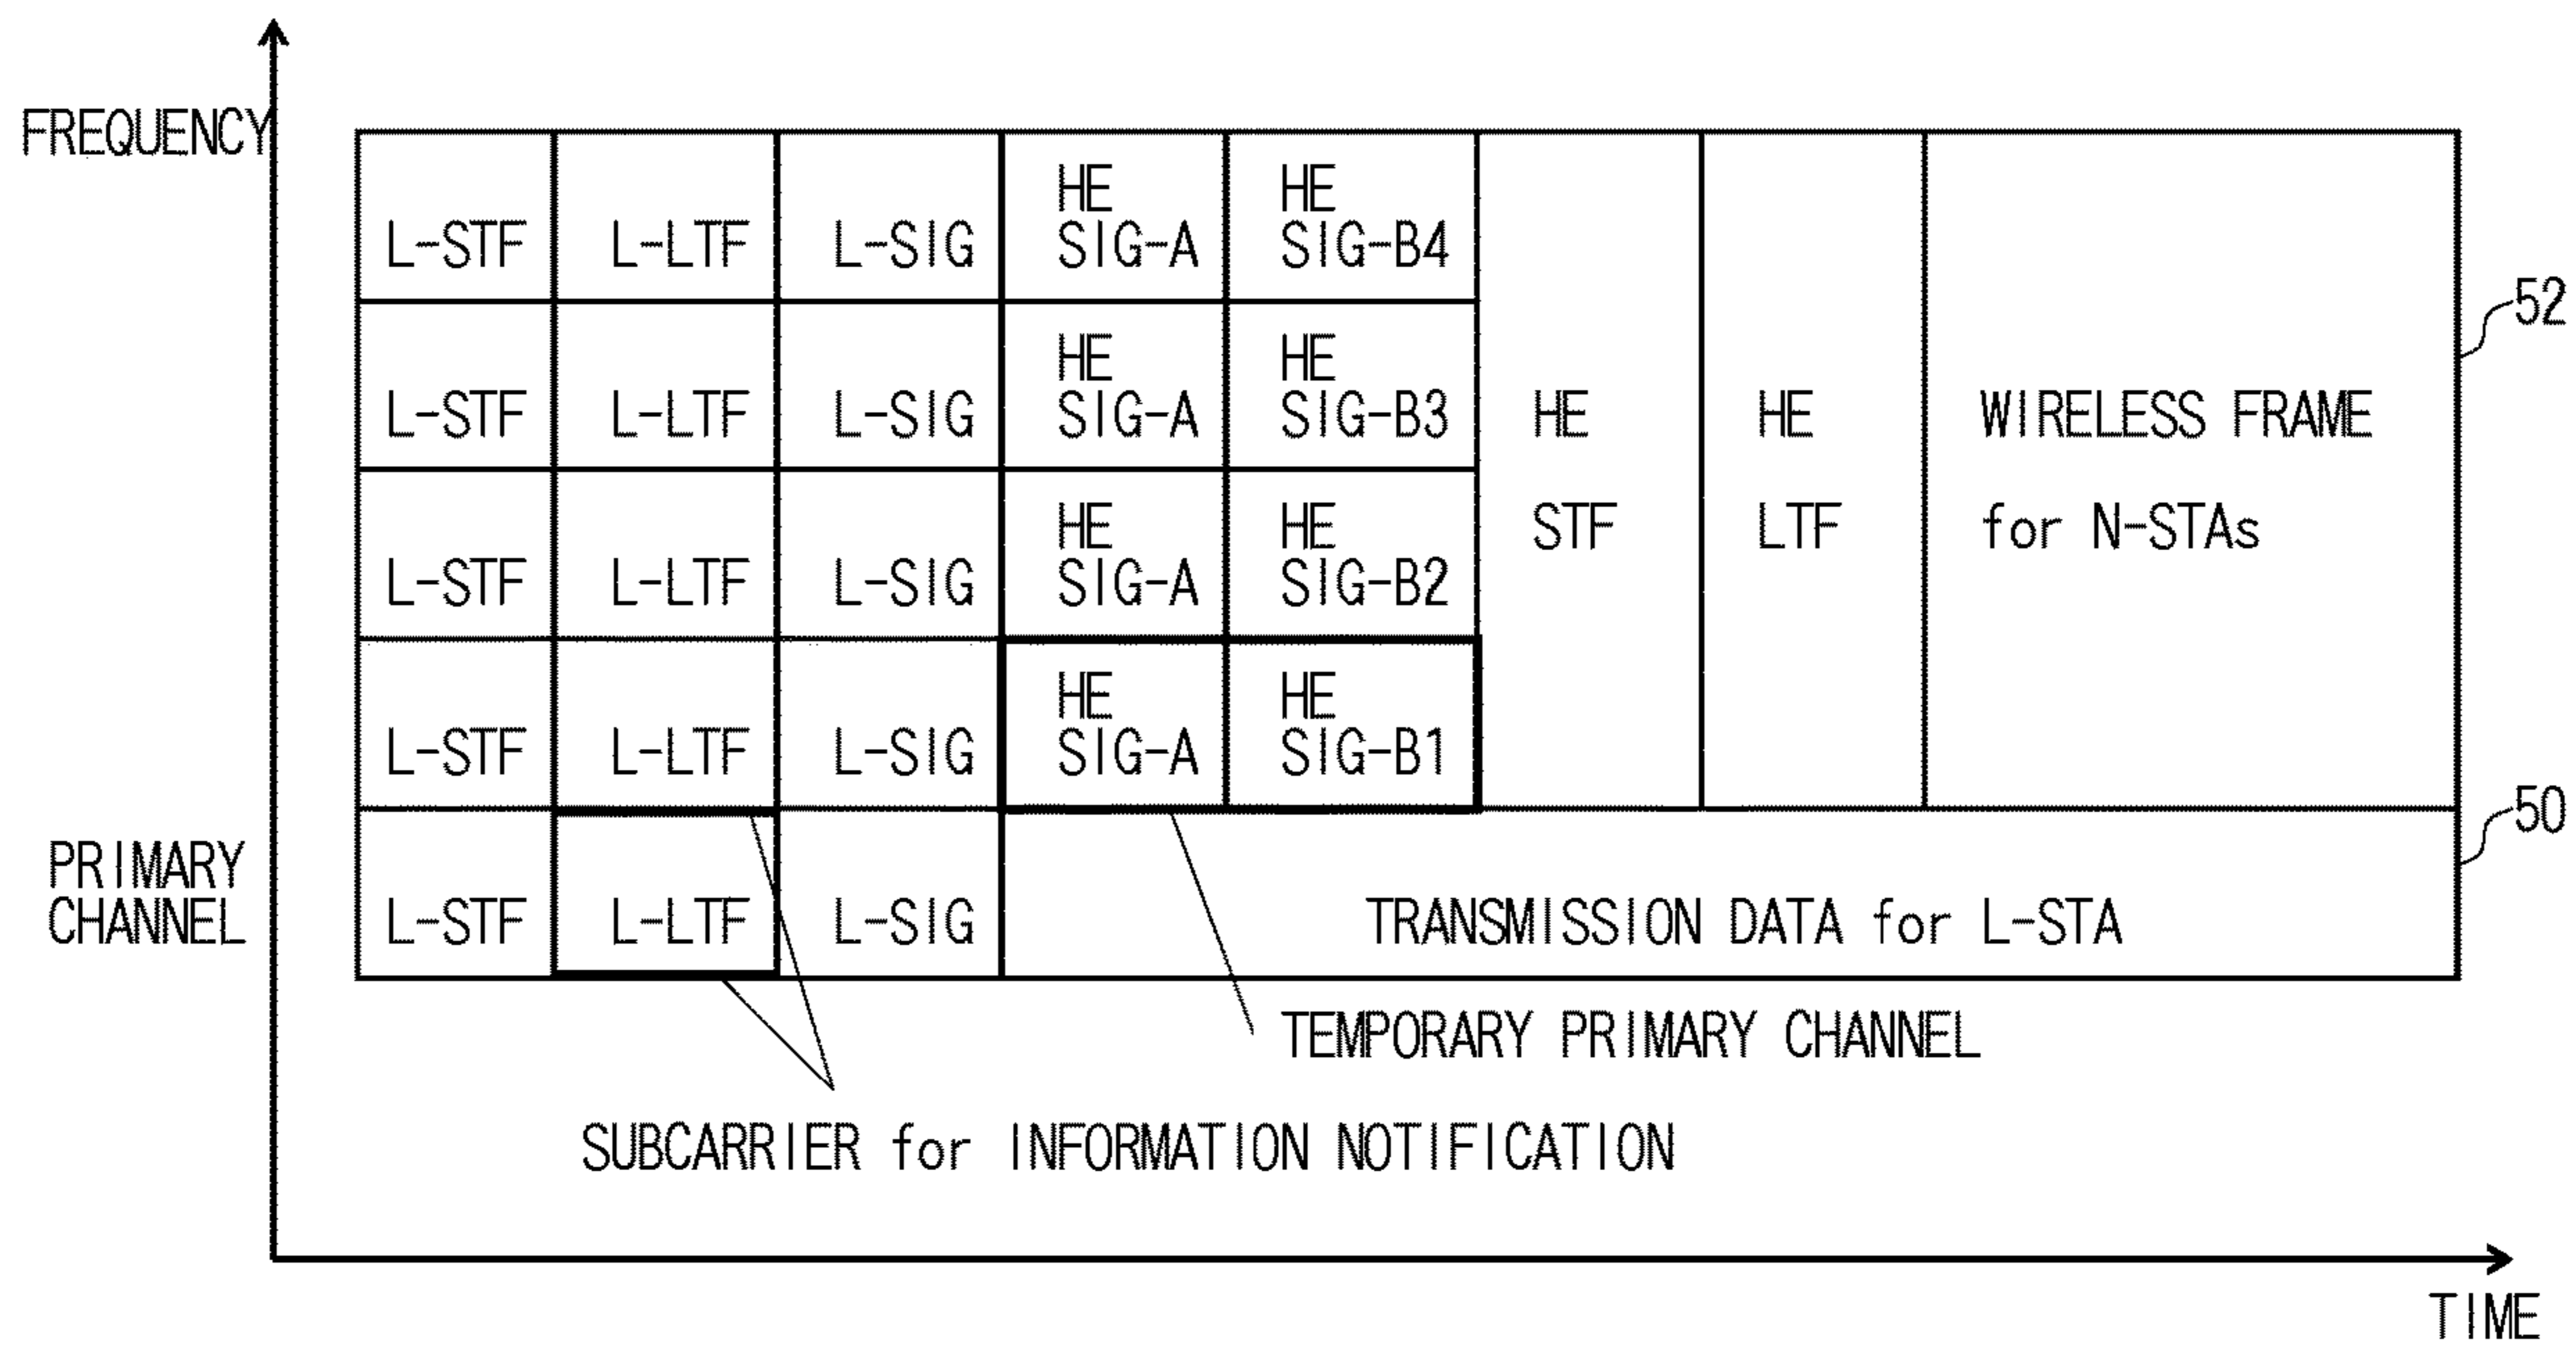 FREQUENCY
HE HE
L-STF L-LTF L-SIG SIG-A SIG-B4
52
HE HE
L-STF L-LTF L-SIG SIG-A SIG-B3 HE HE WIRELESS FRAME
HE HE
STF LTF for N-STAs
L-STF L-LTF L-SIG SIG-A SIG-B2
HE HE
L-STF L-LTF L-SIG SIG-A SIG-B1
50
PRIMARY
CHANNEL L-STF L-LTF L-SIG TRANSMISSION DATA for L-STA
TEMPORARY PRIMARY CHANNEL
SUBCARRIER for INFORMATION NOTIFICATION
TIME